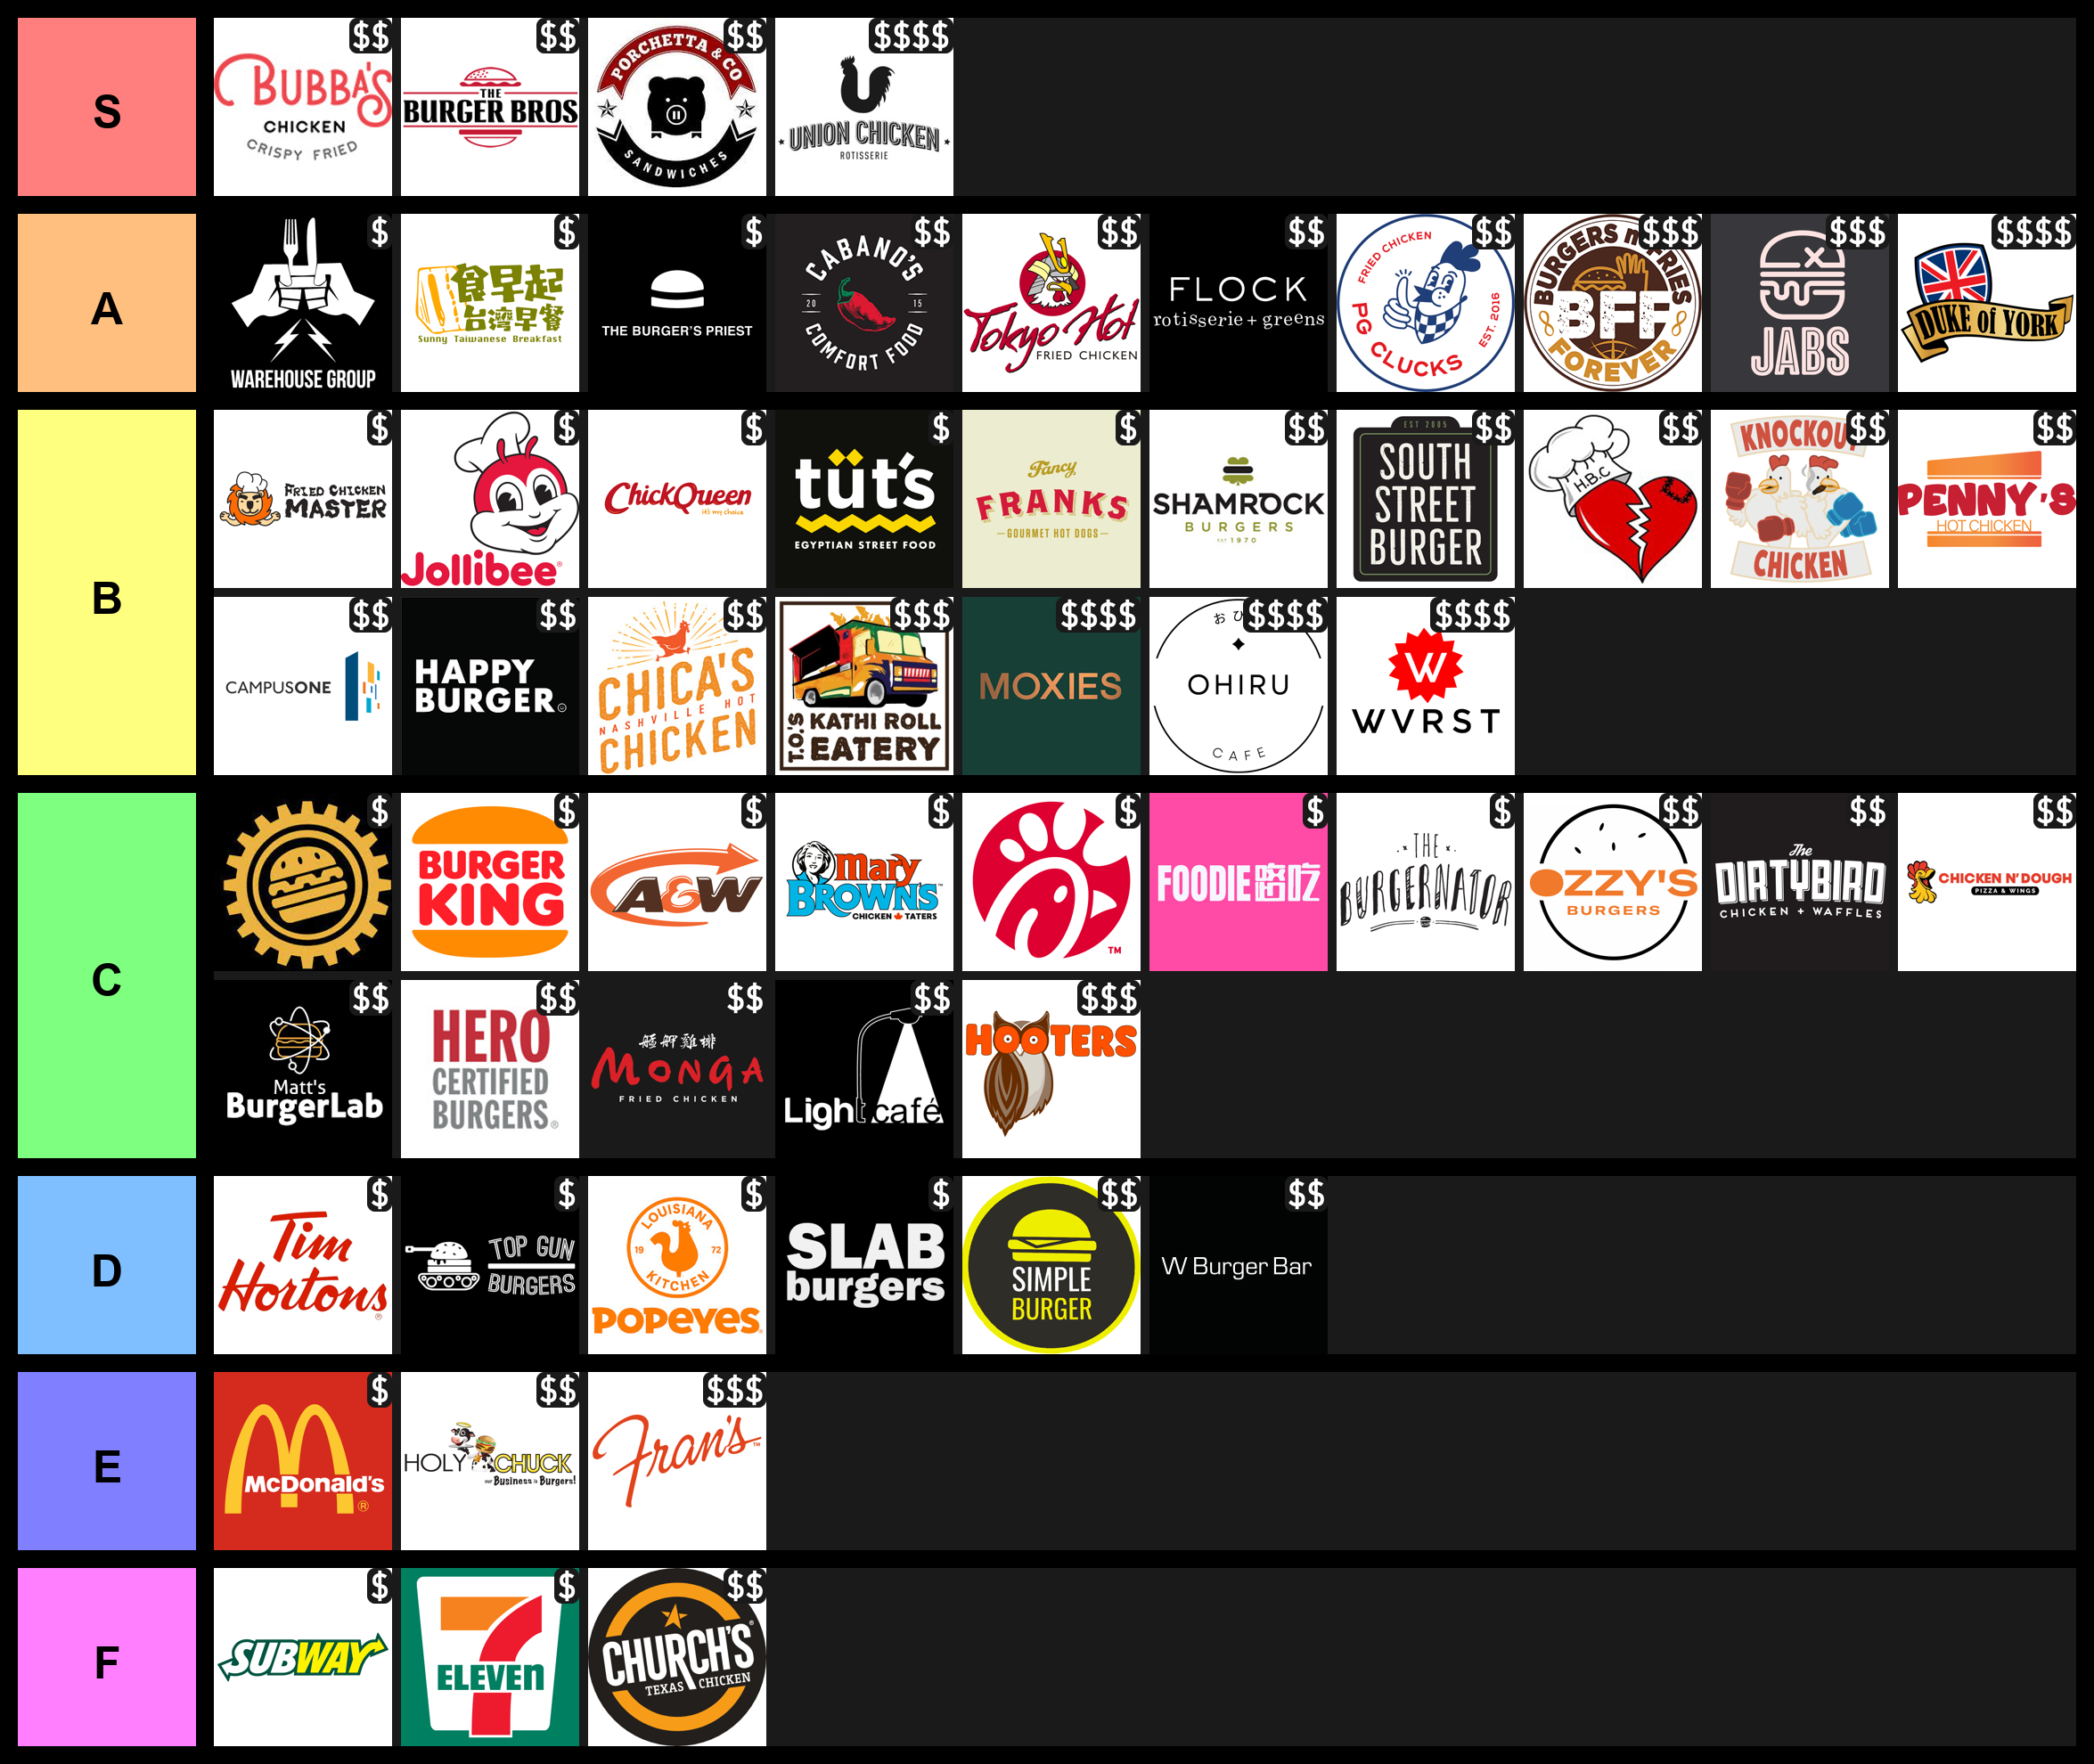 S
$$
BUBBA'S
CHICKEN
CRISPY FRIED
$$
THE
BURGER BROS
$$
PORCHETTA & CO
SANDWICHES
$$$$
UNION CHICKEN
ROTISSERIE
A
$
WAREHOUSE GROUP
$
食早起
台灣早餐
Sunny Taiwanese Breakfast
$
THE BURGER'S PRIEST
$$
CABANO'S
20 15
COMFORT FOOD
$$
Tokyo Hot
FRIED CHICKEN
$$
FLOCK
rotisserie + greens
$$
FRIED CHICKEN
PG CLUCKS
EST. 2016
$$$
BURGERS n' FRIES
BFF
FOREVER
$$$
JABS
$$$$
DUKE of YORK
B
$
FRIED CHICKEN
MASTER
$
Jollibee
$
ChickQueen
it's my choice
$
tüt's
EGYPTIAN STREET FOOD
$
Fancy
FRANKS
GOURMET HOT DOGS
$$
SHAMROCK
BURGERS
EST 1970
$$
EST 2005
SOUTH
STREET
BURGER
$$
H.B.C
$$
KNOCKOUT
CHICKEN
$$
PENNY'S
HOT CHICKEN
$$
CAMPUSONE
$$
HAPPY
BURGER
$$
CHICA'S
NASHVILLE HOT
CHICKEN
$$$
T.O.'S
KATHI ROLL
EATERY
$$$$
MOXIES
$$$$
おひ
OHIRU
CAFE
$$$$
W
WVRST
C
$
$
BURGER
KING
$
A&W
$
mary
BROWN'S
CHICKEN TATERS
$
TM
$
FOODIE
$
THE
BURGERNATOR
$$
OZZY'S
BURGERS
$$
The
DIRTYBIRD
CHICKEN + WAFFLES
$$
CHICKEN N' DOUGH
PIZZA & WINGS
$$
Matt's
BurgerLab
$$
HERO
CERTIFIED
BURGERS®
$$
艋舺雞排
MONGA
FRIED CHICKEN
$$
Light café
$$$
HOOTERS
D
$
Tim
Hortons
$
TOP GUN
BURGERS
$
LOUISIANA
19 72
KITCHEN
POPEYES
$
SLAB
burgers
$$
SIMPLE
BURGER
$$
W Burger Bar
E
$
McDonald's
®
$$
HOLY CHUCK
our Business is Burgers!
$$$
Fran's
F
$
SUBWAY
$
7
ELEVEn
$$
CHURCH'S
TEXAS CHICKEN